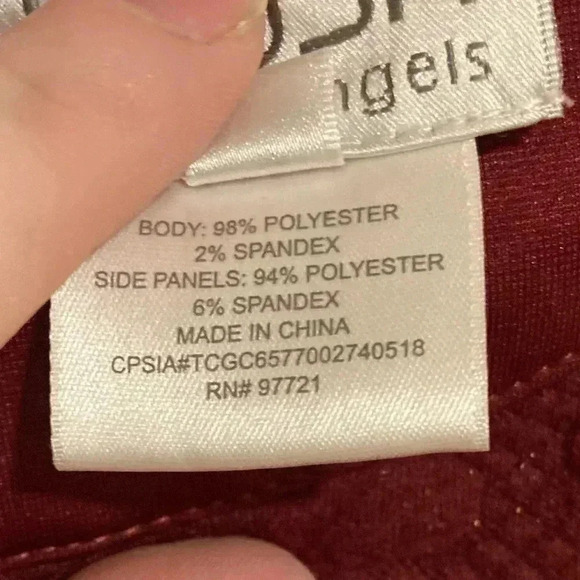 ngels
BODY: 98% POLYESTER
2% SPANDEX
SIDE PANELS: 94% POLYESTER
6% SPANDEX
MADE IN CHINA
CPSIA#TCGC6577002740518
RN# 97721